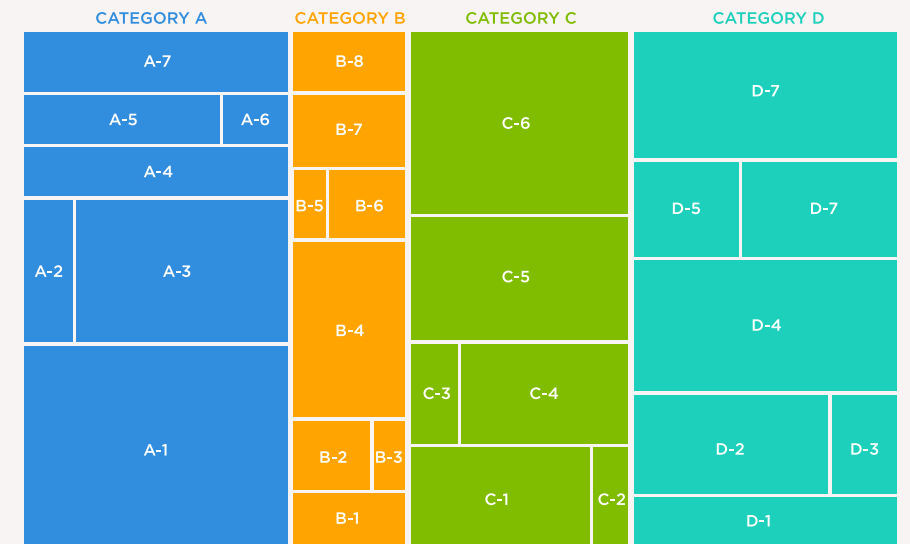 CATEGORY A
A-7
A-5
A-6
A-4
A-2
A-3
A-1
CATEGORY B
B-8
B-7
B-5
B-6
B-4
B-2
B-3
B-1
CATEGORY C
C-6
C-5
C-3
C-4
C-1
C-2
CATEGORY D
D-7
D-5
D-7
D-4
D-2
D-3
D-1